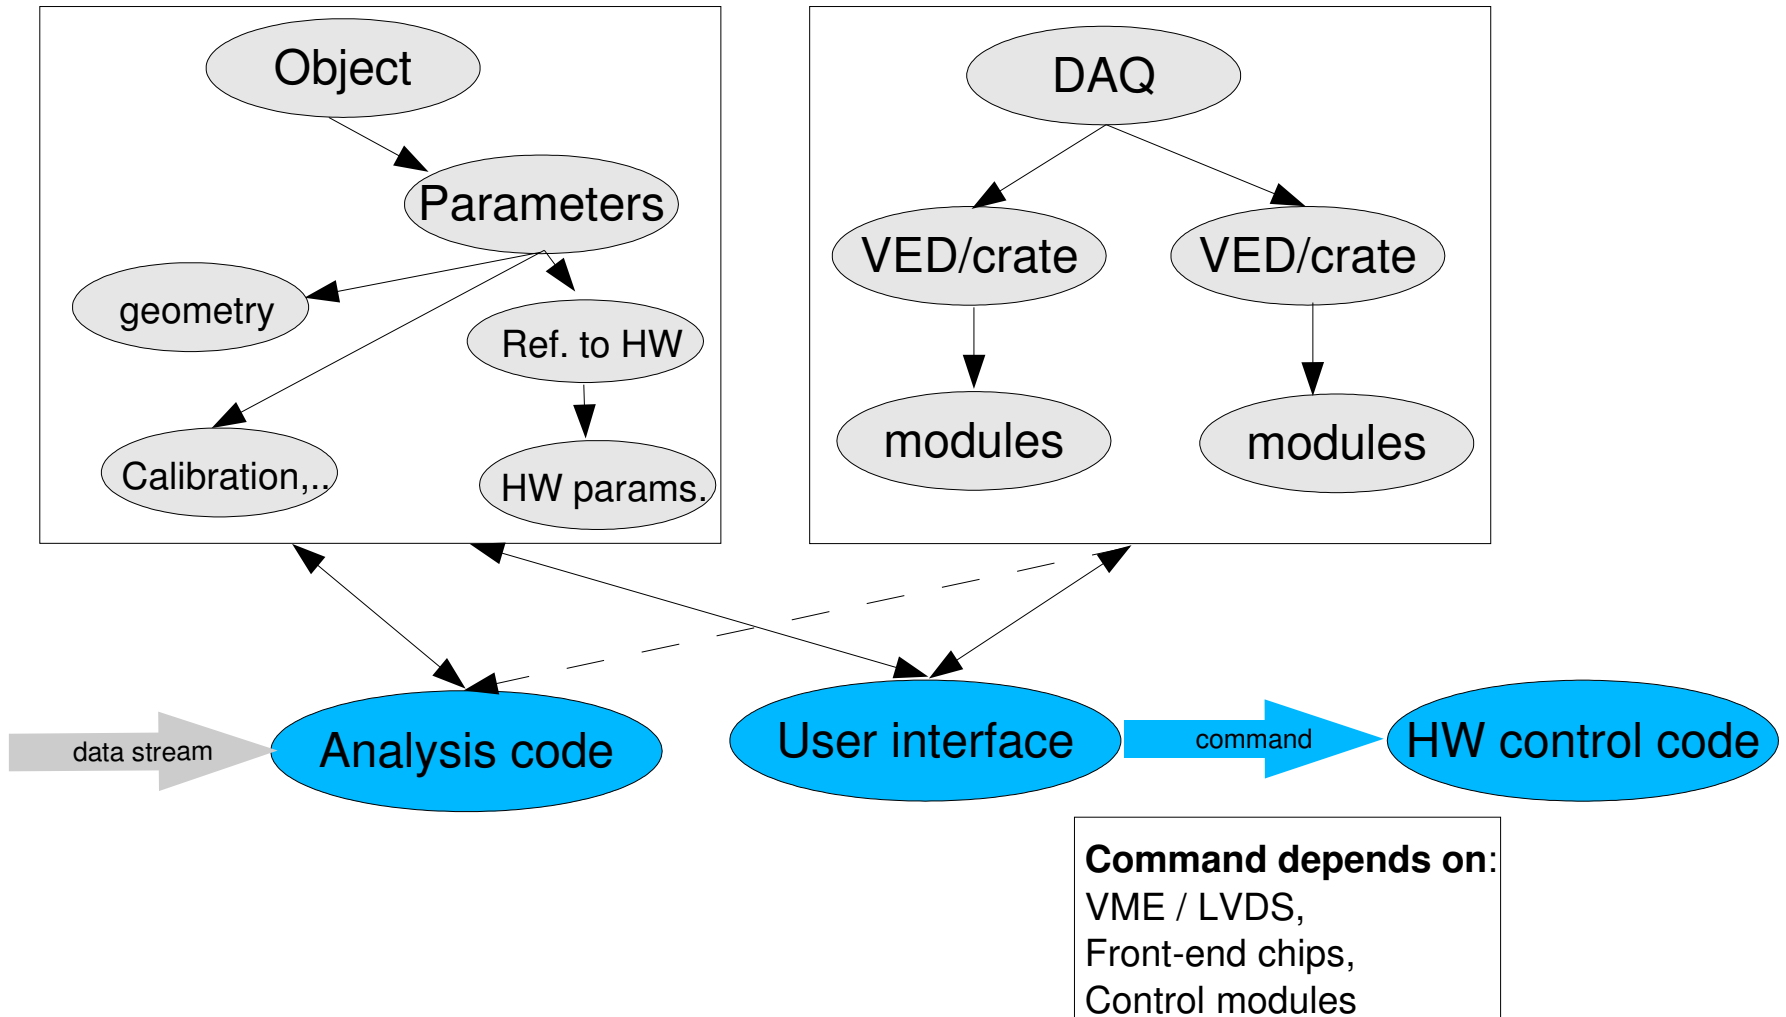 Object
Parameters
geometry
Ref. to HW
Calibration,..
HW params.
DAQ
VED/crate
VED/crate
modules
modules
data stream
Analysis code
User interface
command
HW control code
Command depends on:
VME / LVDS,
Front-end chips,
Control modules